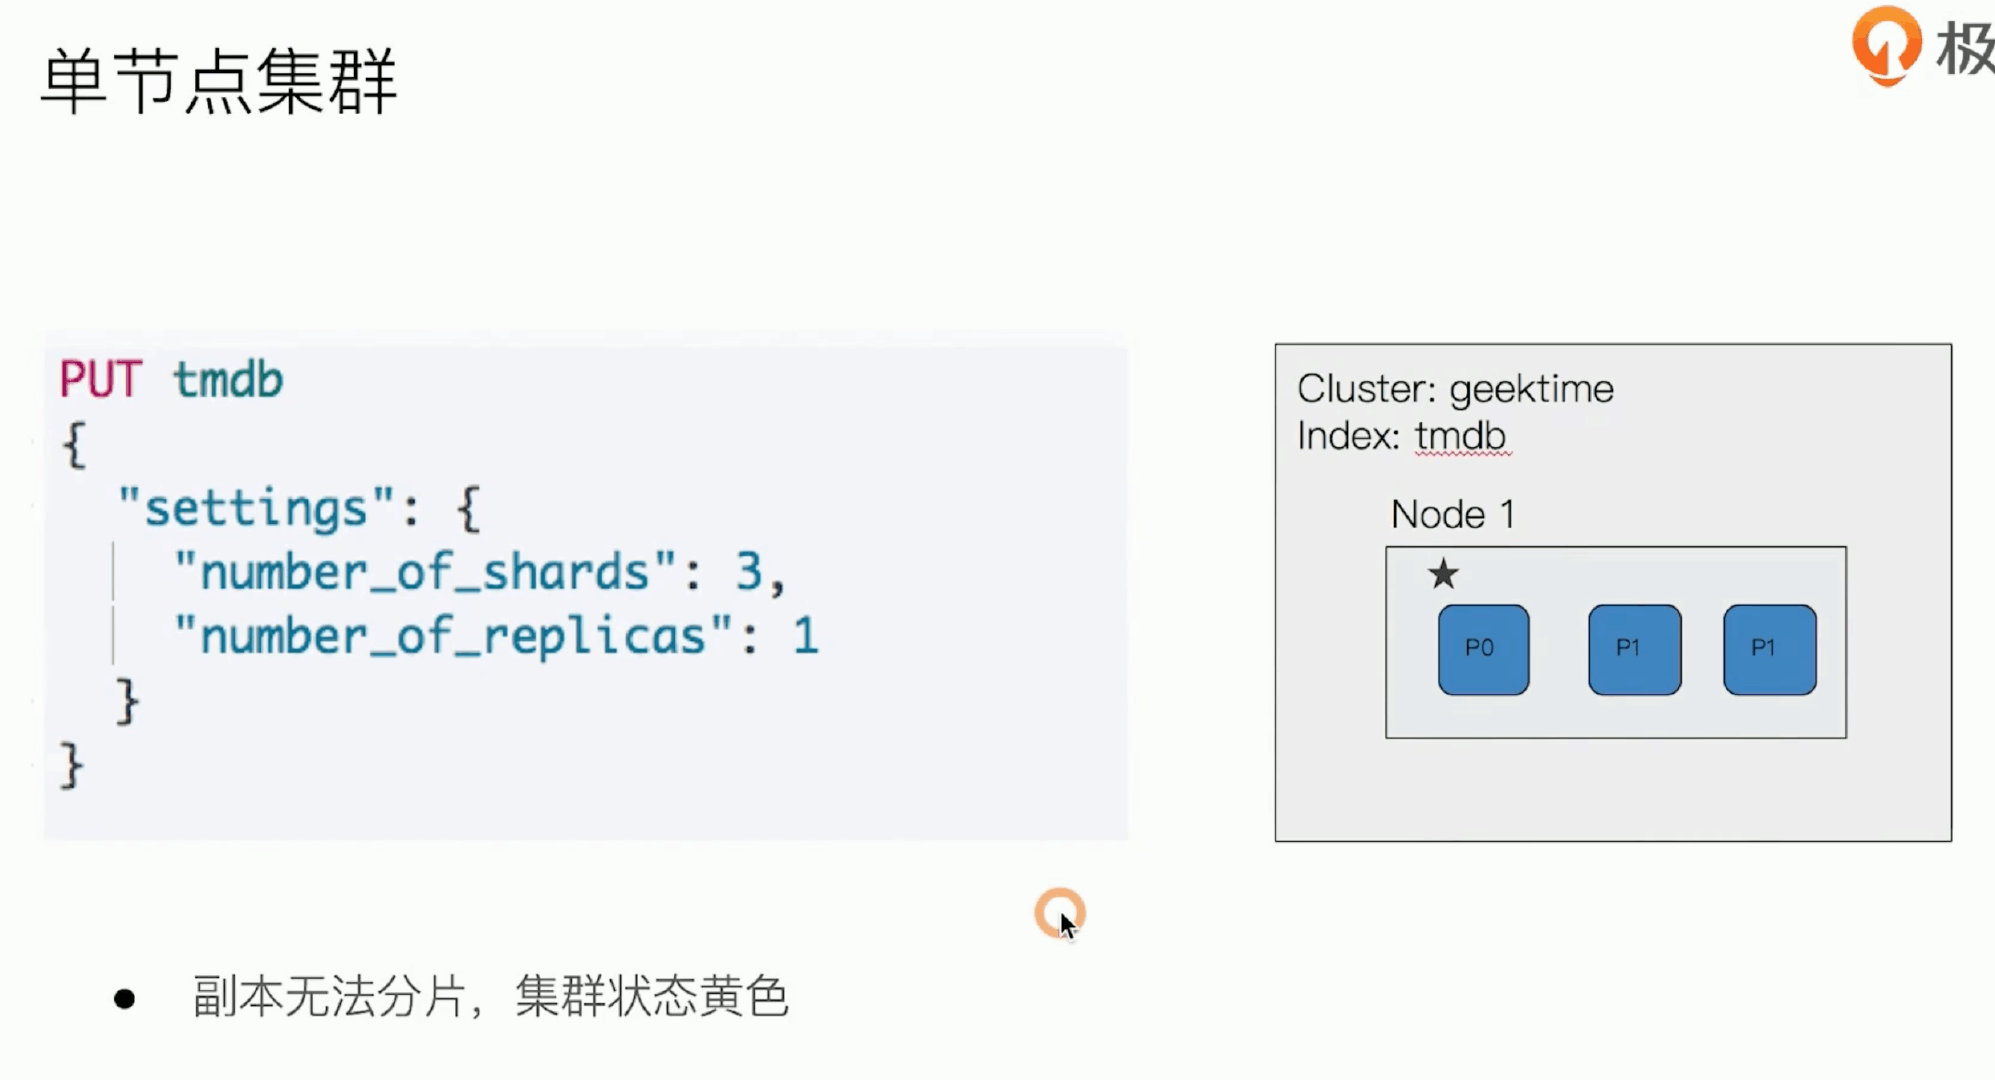 单节点集群
极
PUT tmdb
{
"settings": {
"number_of_shards": 3,
"number_of_replicas": 1
}
}
Cluster: geektime
Index: tmdb
Node 1
★
P0 P1 P1
● 副本无法分片，集群状态黄色